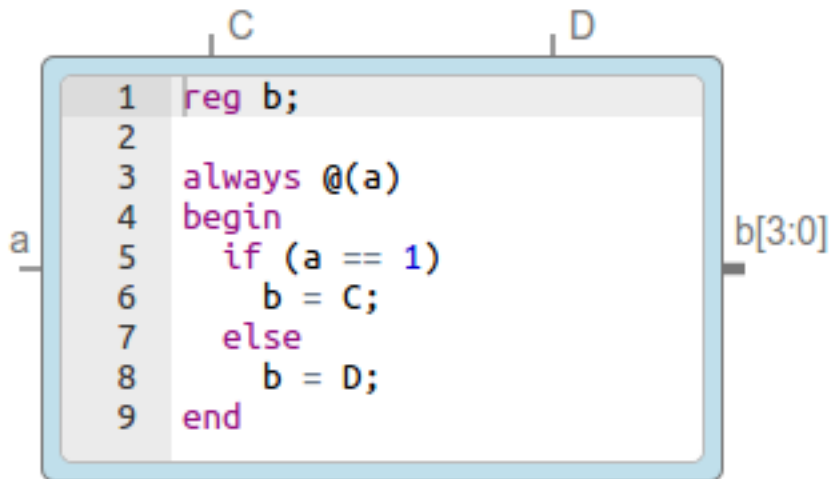 C D
1 reg b;
2
3 always @(a)
4 begin
a
5 if (a == 1)
b[3:0]
6 b = C;
7 else
8 b = D;
9 end